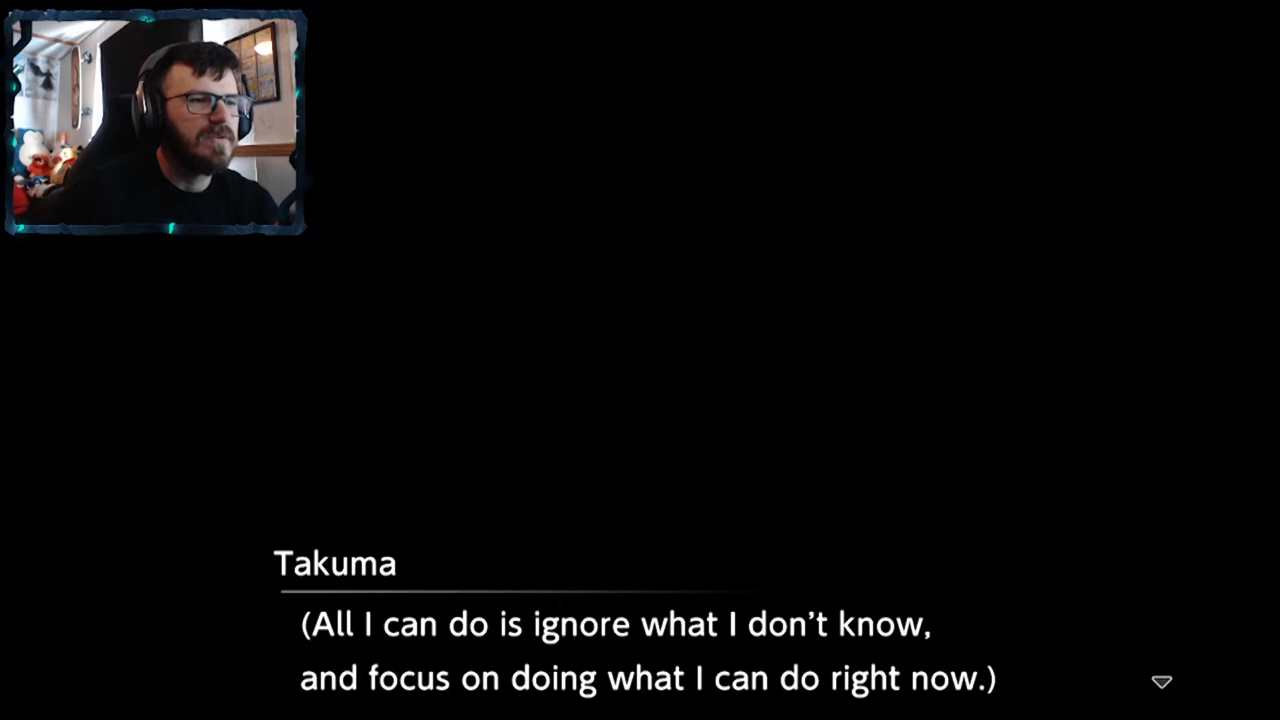 Takuma
(All I can do is ignore what I don't know,
and focus on doing what I can do right now.)